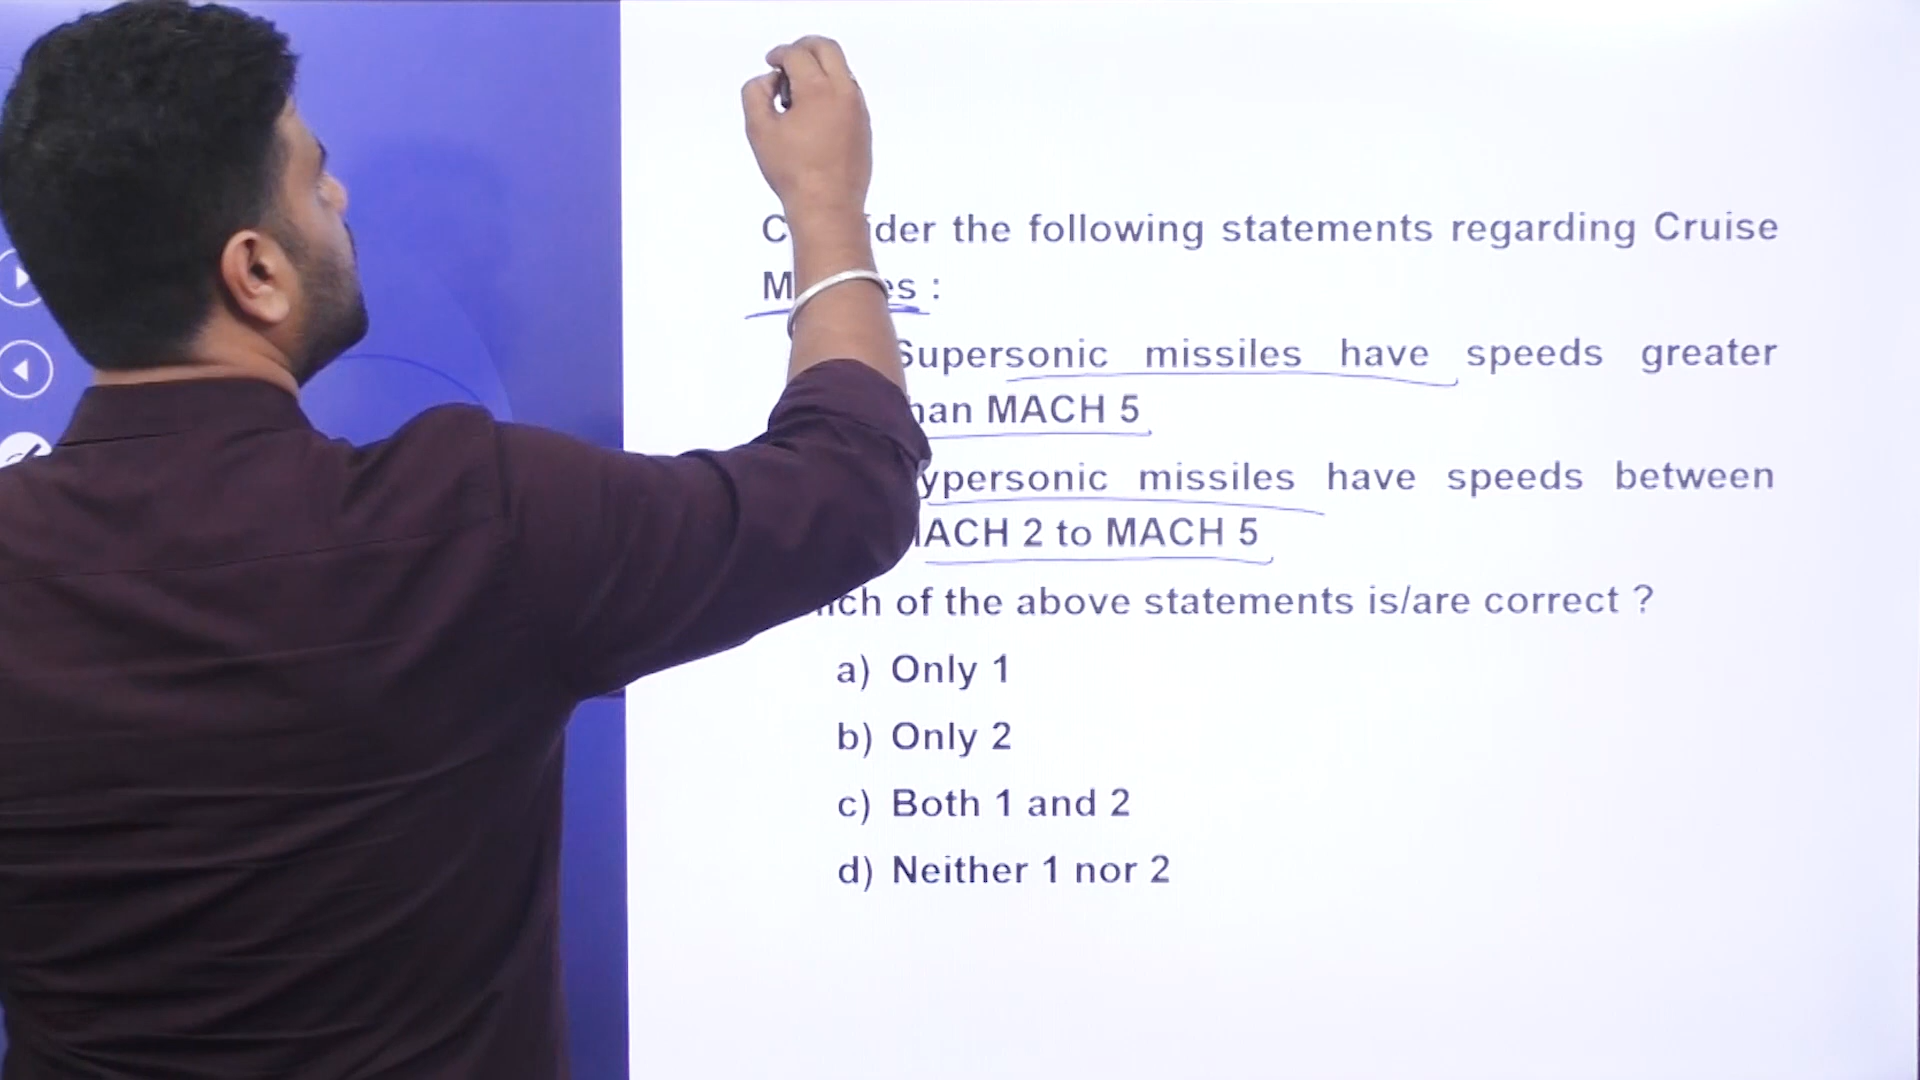 der the following statements regarding Cruise
es :
Supersonic missiles have speeds greater
han MACH 5
ypersonic missiles have speeds between
ACH 2 to MACH 5
ch of the above statements is/are correct ?
a) Only 1
b) Only 2
c) Both 1 and 2
d) Neither 1 nor 2